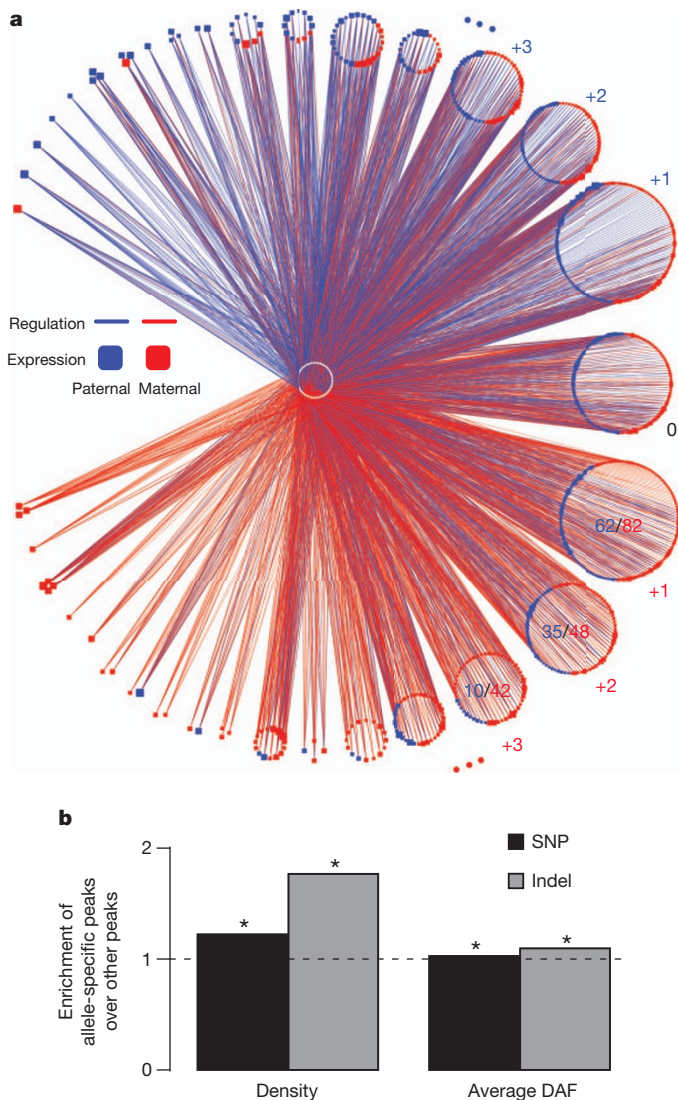 a
+3
+2
+1
Regulation
Expression
Paternal Maternal
0
62/82
+1
35/48
+2
10/42
+3
b
Enrichment of
allele-specific peaks
over other peaks
2
1
0
* * * *
SNP
Indel
Density Average DAF